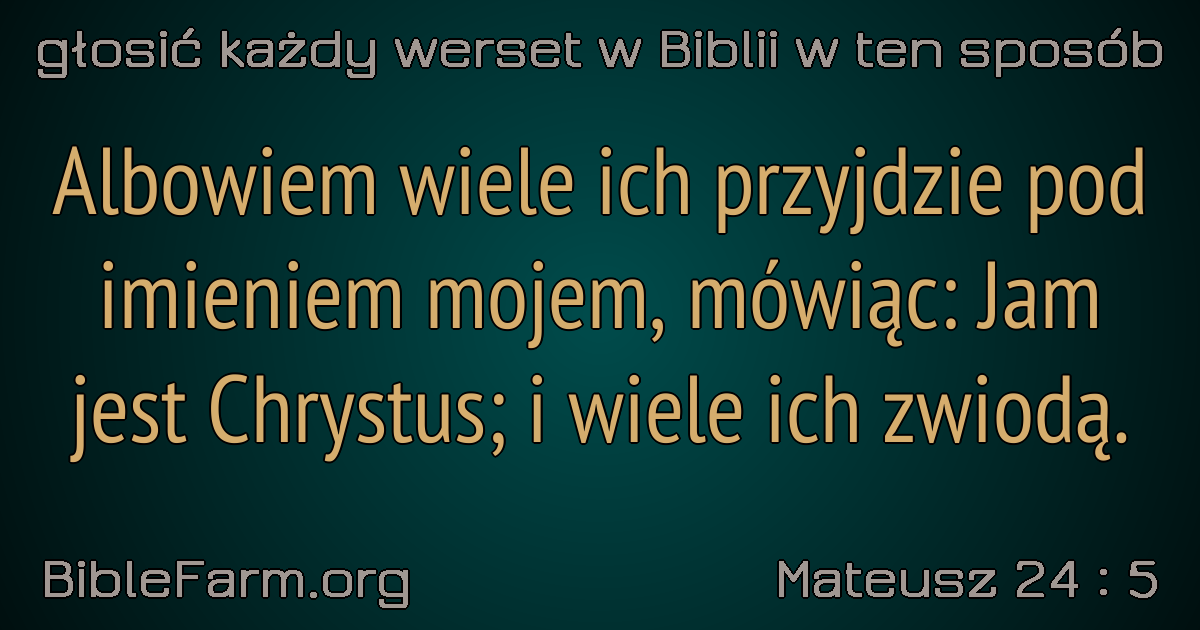 głosić każdy werset w Biblii w ten sposób
Albowiem wiele ich przyjdzie pod
imieniem mojem, mówiąc: Jam
jest Chrystus; i wiele ich zwiodą.
BibleFarm.org
Mateusz 24 : 5